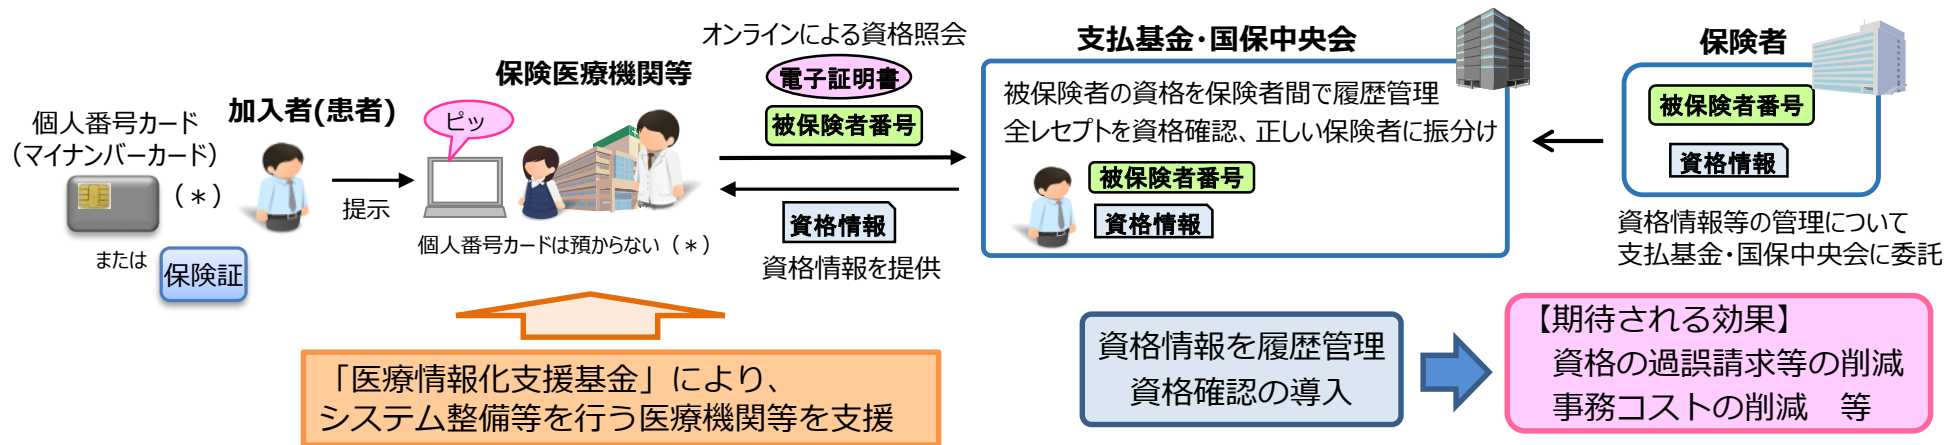 個人番号カード
（マイナンバーカード）
（＊）
または
保険証
加入者(患者)
提示
保険医療機関等
ピッ
個人番号カードは預からない（＊）
オンラインによる資格照会
電子証明書
被保険者番号
資格情報
資格情報を提供
支払基金･国保中央会
被保険者の資格を保険者間で履歴管理
全レセプトを資格確認、正しい保険者に振分け
被保険者番号
資格情報
保険者
被保険者番号
資格情報
資格情報等の管理について
支払基金･国保中央会に委託
「医療情報化支援基金」により、
システム整備等を行う医療機関等を支援
資格情報を履歴管理
資格確認の導入
【期待される効果】
資格の過誤請求等の削減
事務コストの削減　等